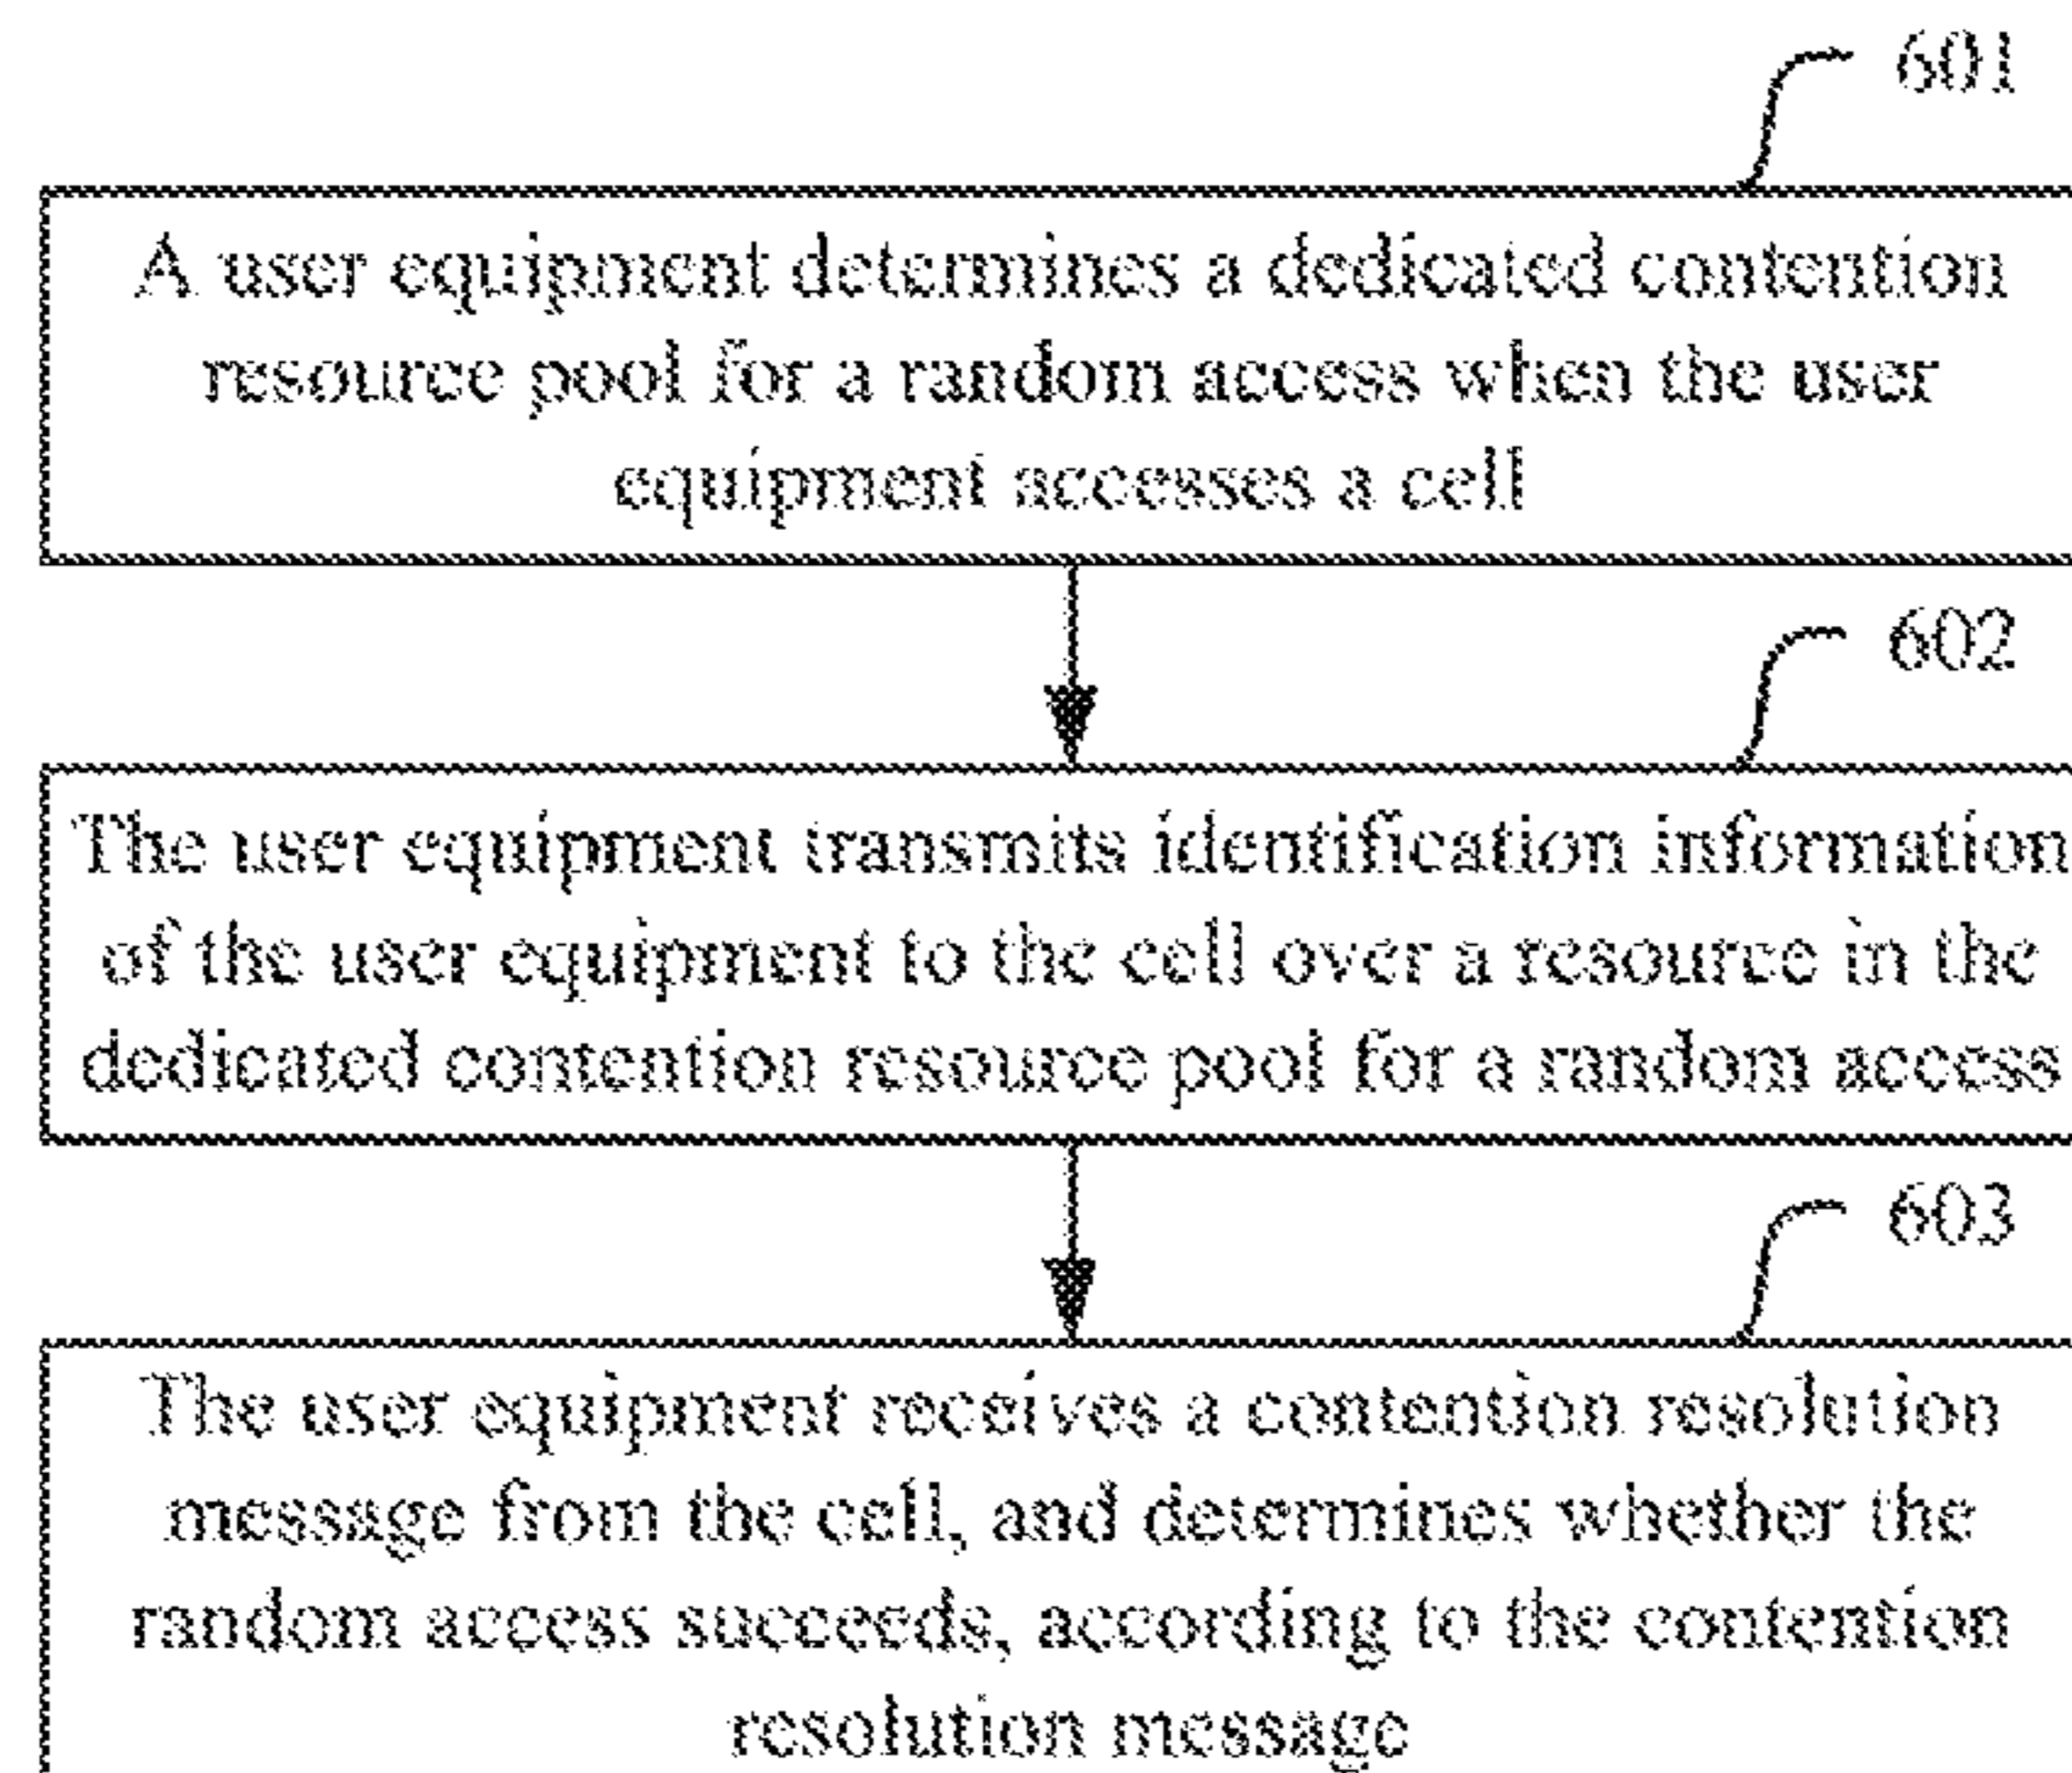 601
A user equipment determines a dedicated contention
resource pool for a random access when the user
equipment accesses a cell
602
The user equipment transmits identification information
of the user equipment to the cell over a resource in the
dedicated contention resource pool for a random access
603
The user equipment receives a contention resolution
message from the cell, and determines whether the
random access succeeds, according to the contention
resolution message